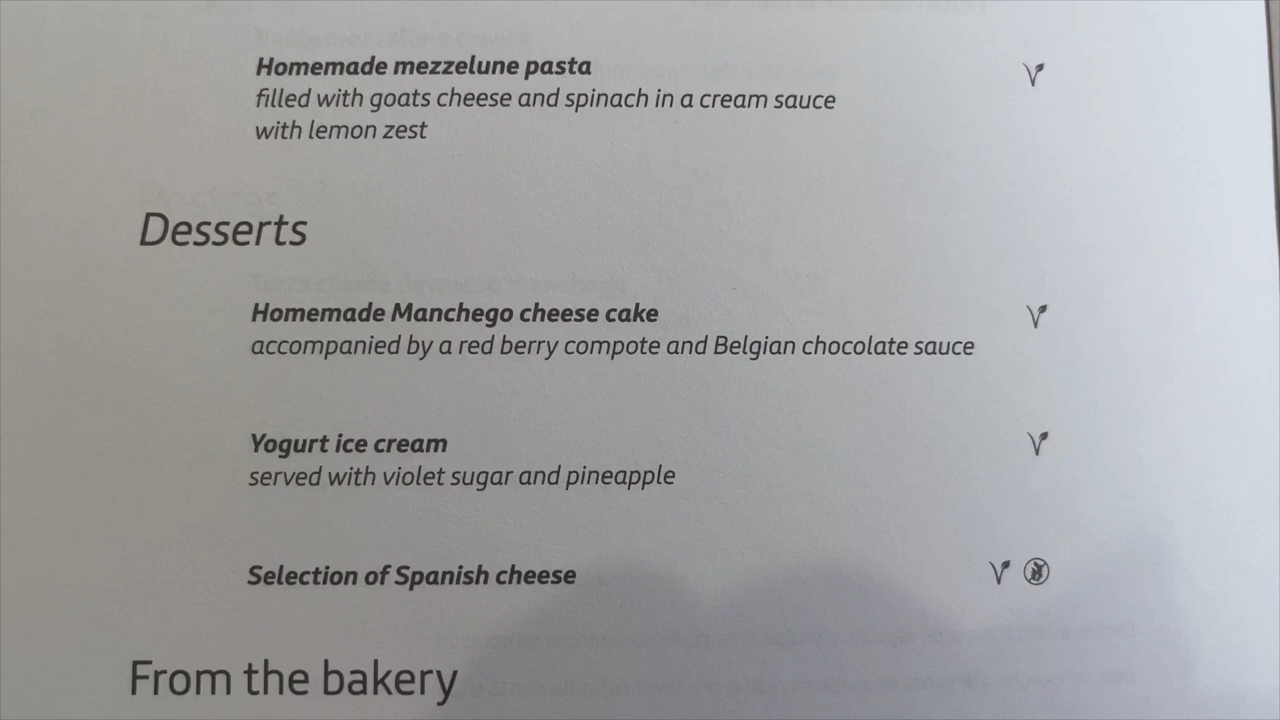 Homemade mezzelune pasta
filled with goats cheese and spinach in a cream sauce
with lemon zest
Desserts
Homemade Manchego cheese cake
accompanied by a red berry compote and Belgian chocolate sauce
Yogurt ice cream
served with violet sugar and pineapple
Selection of Spanish cheese
From the bakery